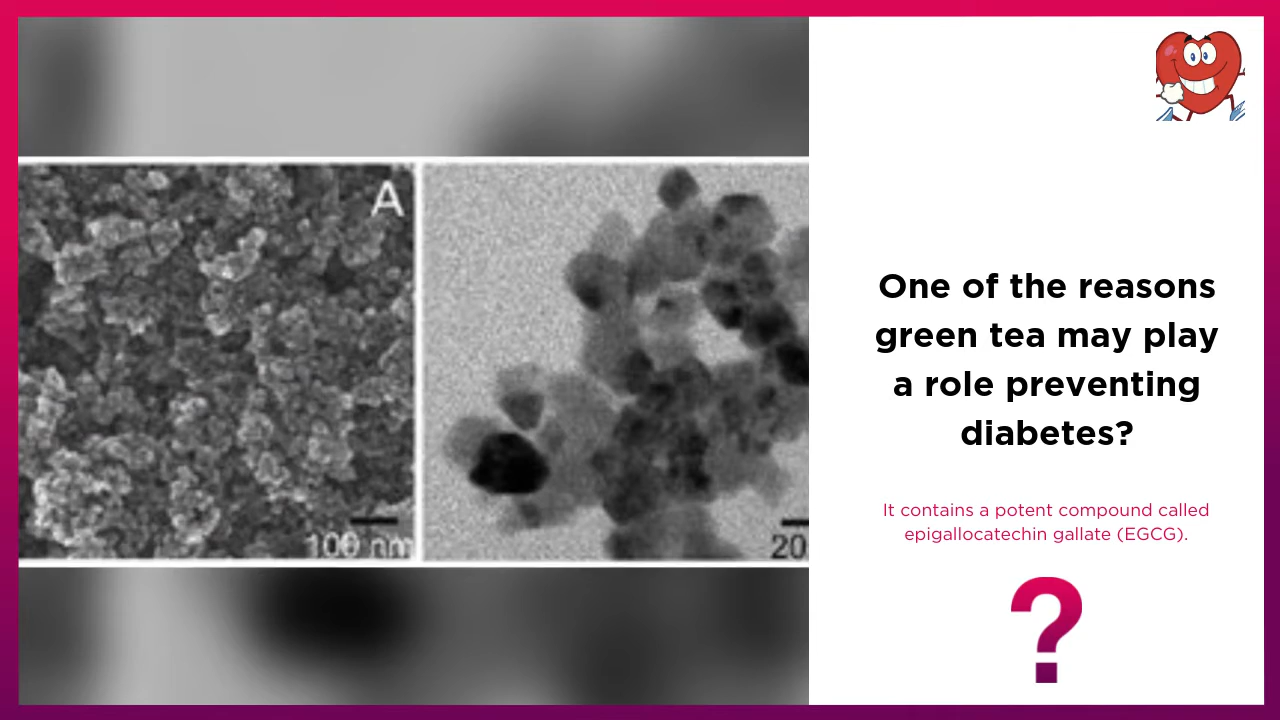 A
100 nm
20
One of the reasons
green tea may play
a role preventing
diabetes?
It contains a potent compound called
epigallocatechin gallate (EGCG).
?